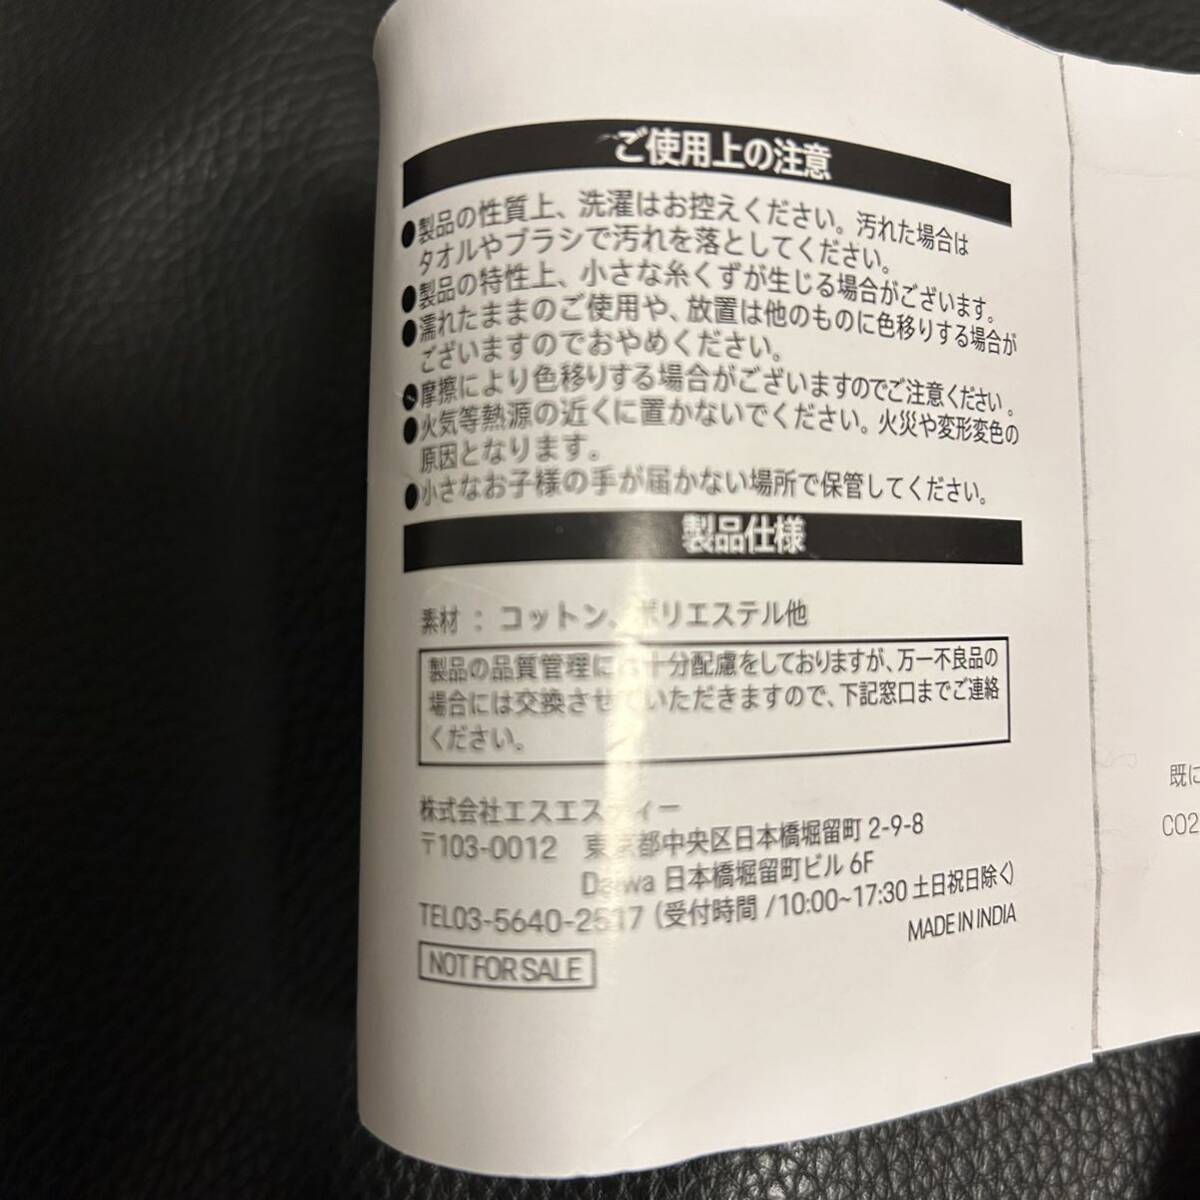 ご使用上の注意
●製品の性質上、洗濯はお控えください。汚れた場合は
タオルやブラシで汚れを落としてください。
●製品の特性上、小さな糸くずが生じる場合がございます。
●濡れたままのご使用や、放置は他のものに色移りする場合が
ございますのでおやめください。
●摩擦により色移りする場合がございますのでご注意ください。
●火気等熱源の近くに置かないでください。火災や変形変色の
原因となります。
●小さなお子様の手が届かない場所で保管してください。
製品仕様
素材 : コットン、ポリエステル他
製品の品質管理には十分配慮をしておりますが、万一不良品の
場合には交換させていただきますので、下記窓口までご連絡
ください。
株式会社エスエスティー
〒103-0012 東京都中央区日本橋堀留町 2-9-8
Daiwa 日本橋堀留町ビル 6F
TEL03-5640-2517 (受付時間 /10:00~17:30 土日祝日除く)
MADE IN INDIA
NOT FOR SALE
既に
CO2